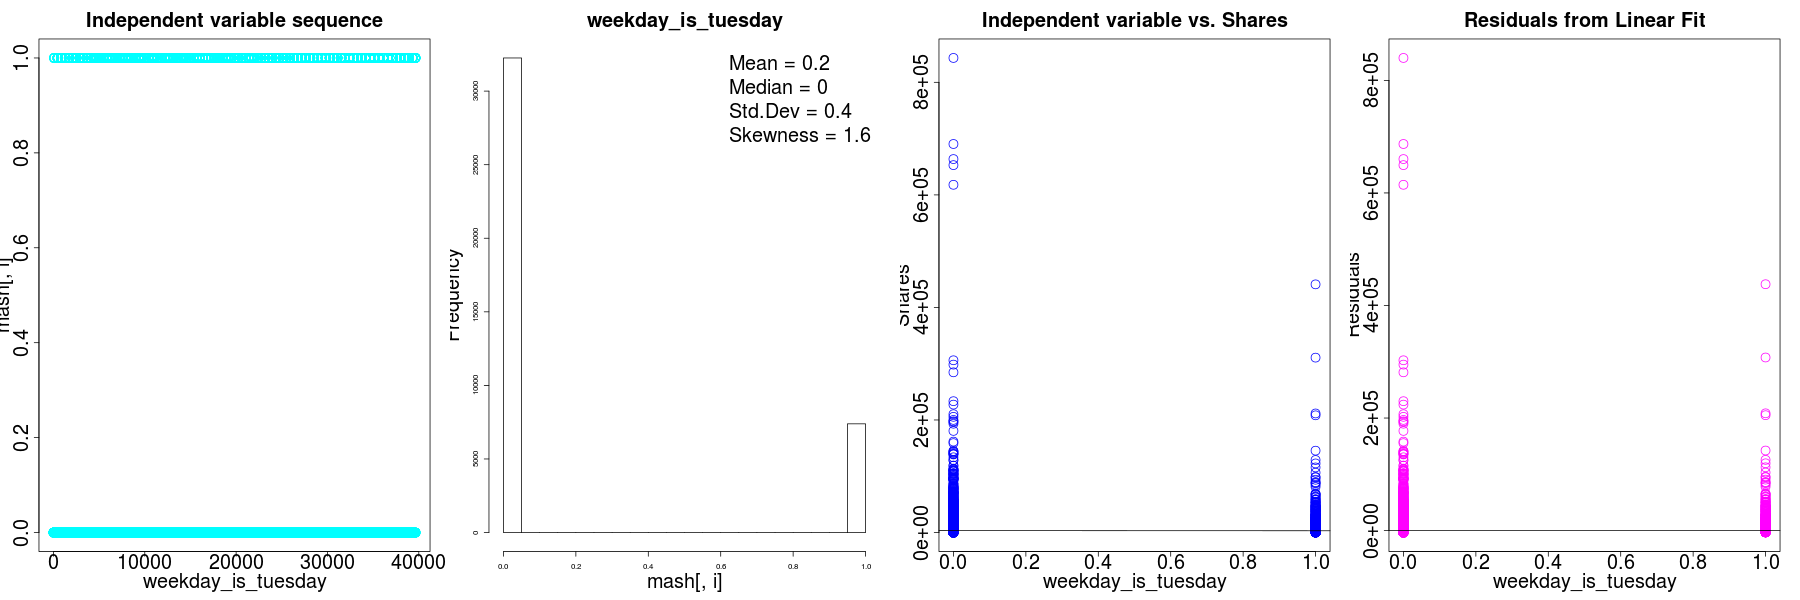 Independent variable sequence
mash[, i]
0.0
0.2
0.4
0.6
0.8
1.0
0
10000
20000
30000
40000
weekday_is_tuesday
weekday_is_tuesday
Mean = 0.2
Median = 0
Std.Dev = 0.4
Skewness = 1.6
Frequency
0
5000
10000
15000
20000
25000
30000
0.0
0.2
0.4
0.6
0.8
1.0
mash[, i]
Independent variable vs. Shares
Shares
0e+00
2e+05
4e+05
6e+05
8e+05
0.0
0.2
0.4
0.6
0.8
1.0
weekday_is_tuesday
Residuals from Linear Fit
Residuals
0e+00
2e+05
4e+05
6e+05
8e+05
0.0
0.2
0.4
0.6
0.8
1.0
weekday_is_tuesday